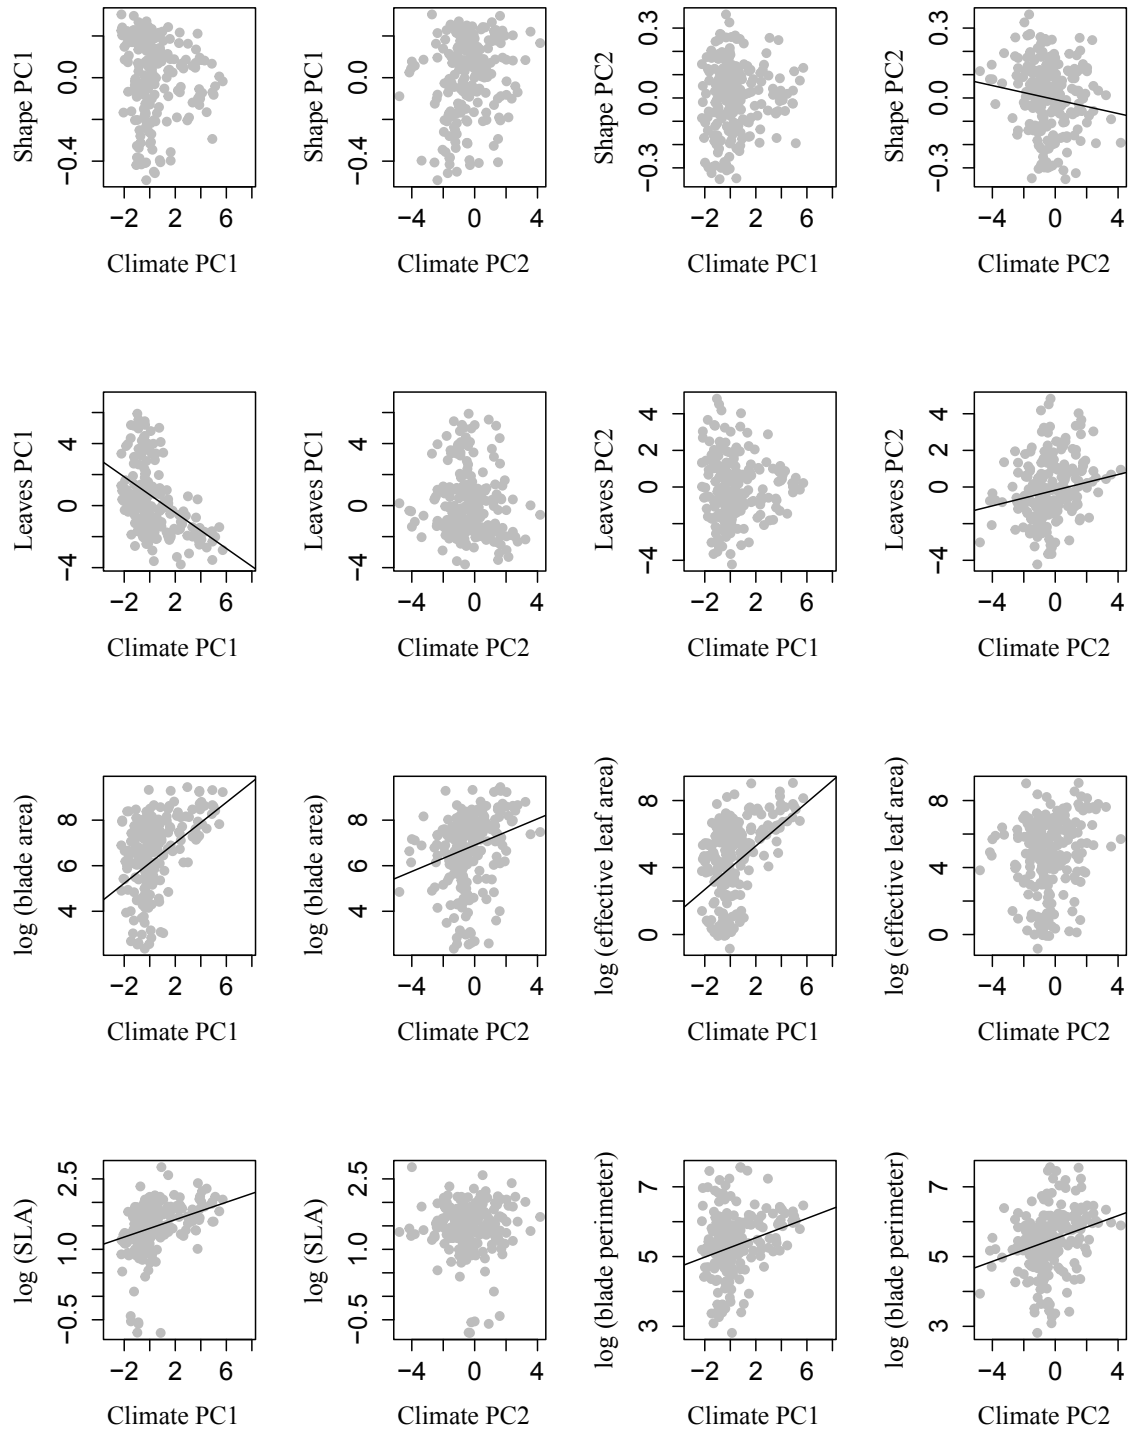 Shape PC1
0.0
−0.4
−2 2 6
Climate PC1
Shape PC1
0.0
−0.4
−4 0 4
Climate PC2
Shape PC2
0.3
0.0
−0.3
−2 2 6
Climate PC1
Shape PC2
0.3
0.0
−0.3
−4 0 4
Climate PC2
Leaves PC1
4
0
−4
−2 2 6
Climate PC1
Leaves PC1
4
0
−4
−4 0 4
Climate PC2
Leaves PC2
4
2
0
−4
−2 2 6
Climate PC1
Leaves PC2
4
2
0
−4
−4 0 4
Climate PC2
log (blade area)
8
6
4
−2 2 6
Climate PC1
log (blade area)
8
6
4
−4 0 4
Climate PC2
log (effective leaf area)
8
4
0
−2 2 6
Climate PC1
log (effective leaf area)
8
4
0
−4 0 4
Climate PC2
log (SLA)
2.5
1.0
−0.5
−2 2 6
Climate PC1
log (SLA)
2.5
1.0
−0.5
−4 0 4
Climate PC2
log (blade perimeter)
7
5
3
−2 2 6
Climate PC1
log (blade perimeter)
7
5
3
−4 0 4
Climate PC2